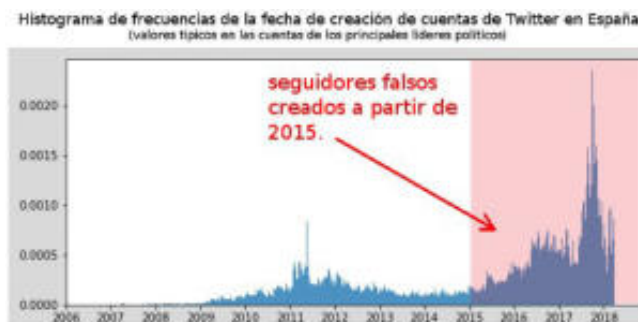 Histograma de frecuencias de la fecha de creación de cuentas de Twitter en España
(valores típicos en las cuentas de los principales líderes políticos)
seguidores falsos
creados a partir de
2015.
0.0020
0.0015
0.0010
0.0005
0.0000
2006 2007 2008 2009 2010 2011 2012 2013 2014 2015 2016 2017 2018